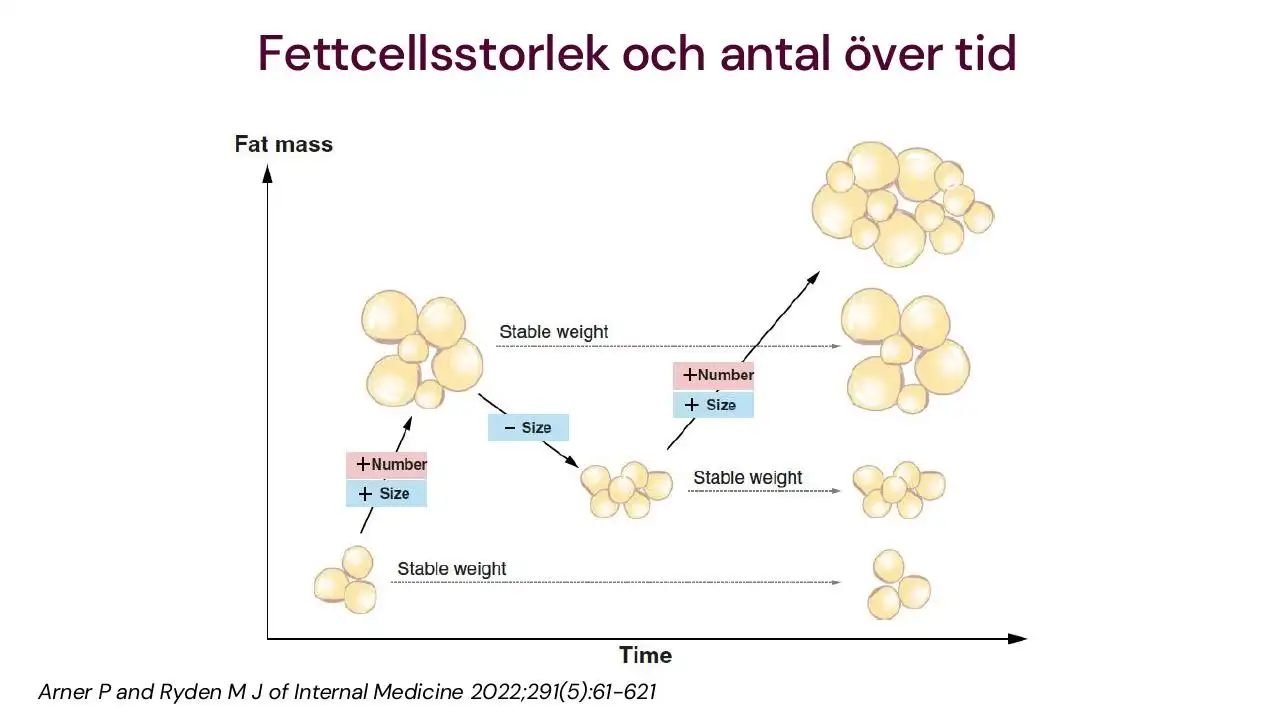 Fettcellsstorlek och antal över tid
Fat mass
Stable weight
+Number
+ Size
− Size
+Number
+ Size
Stable weight
Stable weight
Time
Arner P and Ryden M J of Internal Medicine 2022;291(5):61-621